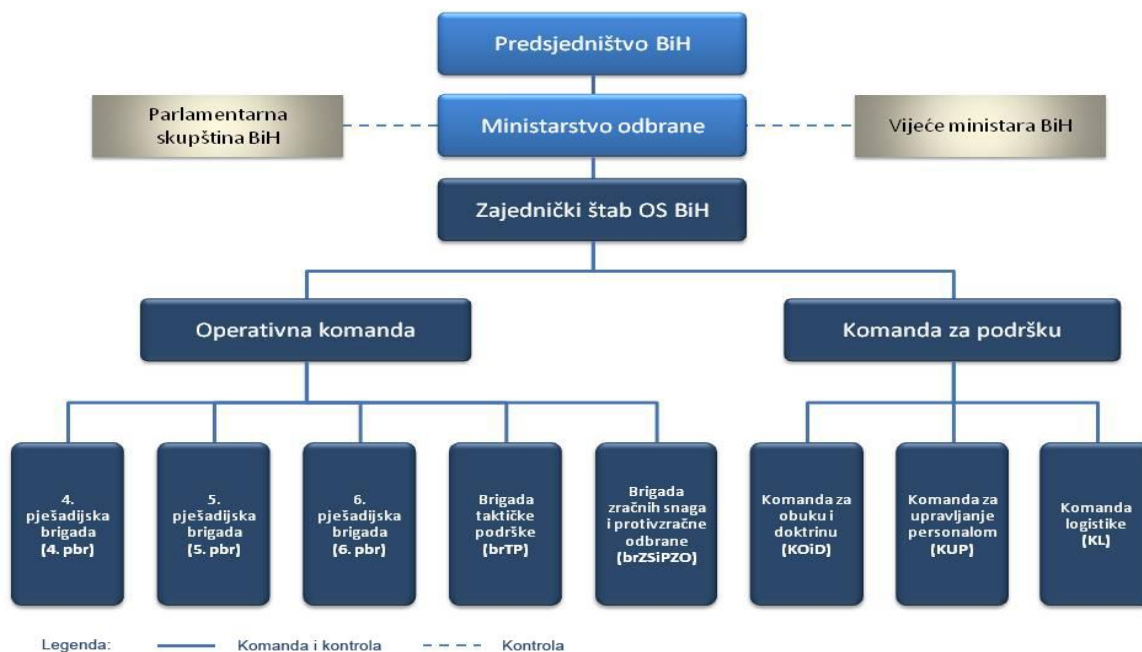 Predsjedništvo BiH
Parlamentarna
skupština BiH
Ministarstvo odbrane
Vijeće ministara BiH
Zajednički štab OS BiH
Operativna komanda
Komanda za podršku
4.
pješadijska
brigada
(4. pbr)
5.
pješadijska
brigada
(5. pbr)
6.
pješadijska
brigada
(6. pbr)
Brigada
taktičke
podrške
(brTP)
Brigada
zračnih snaga
i protivzračne
odbrane
(brZSiPZO)
Komanda za
obuku i
doktrinu
(KOiD)
Komanda za
upravljanje
personalom
(KUP)
Komanda
logistike
(KL)
Legenda: Komanda i kontrola Kontrola